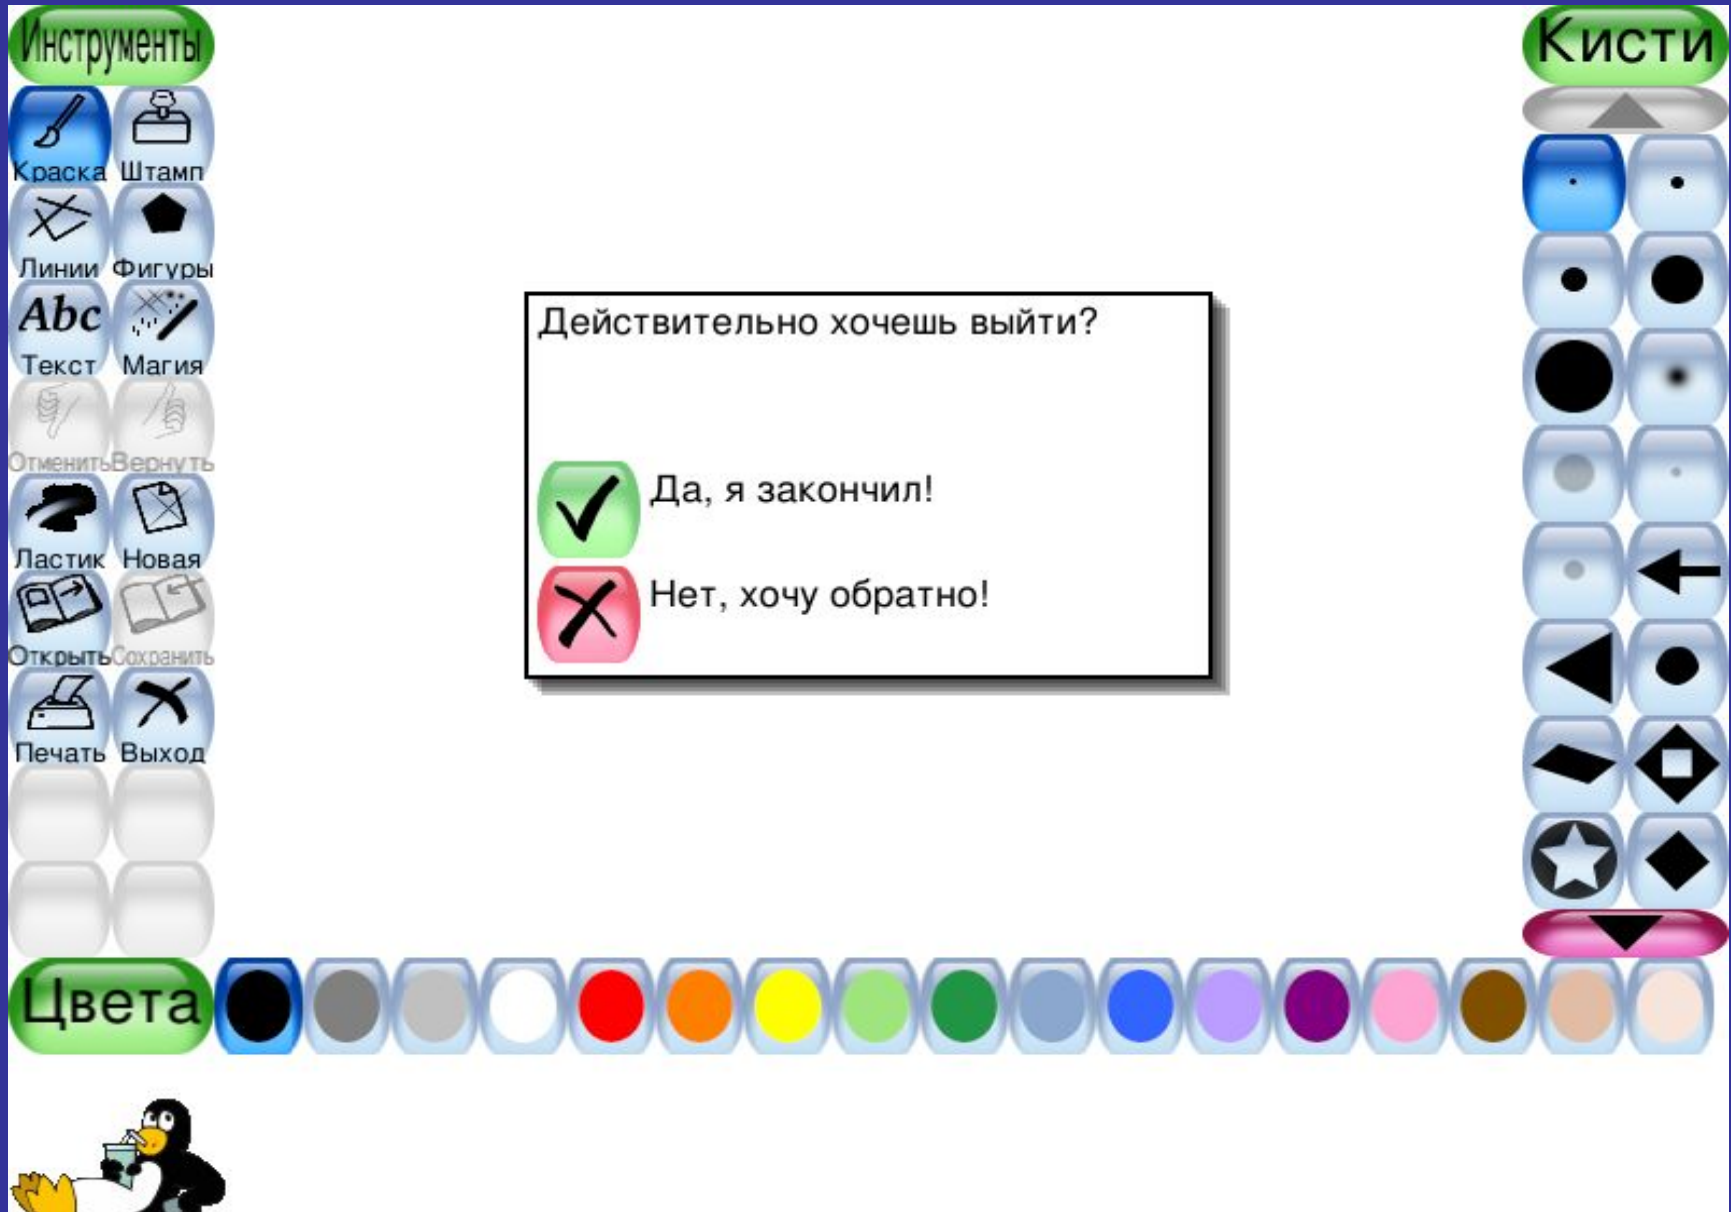 Инструменты
Кисти
Краска Штамп
Линии Фигуры
Abc
Текст Магия
Отменить Вернуть
Ластик Новая
Открыть Сохранить
Печать Выход
Действительно хочешь выйти?
Да, я закончил!
Нет, хочу обратно!
Цвета